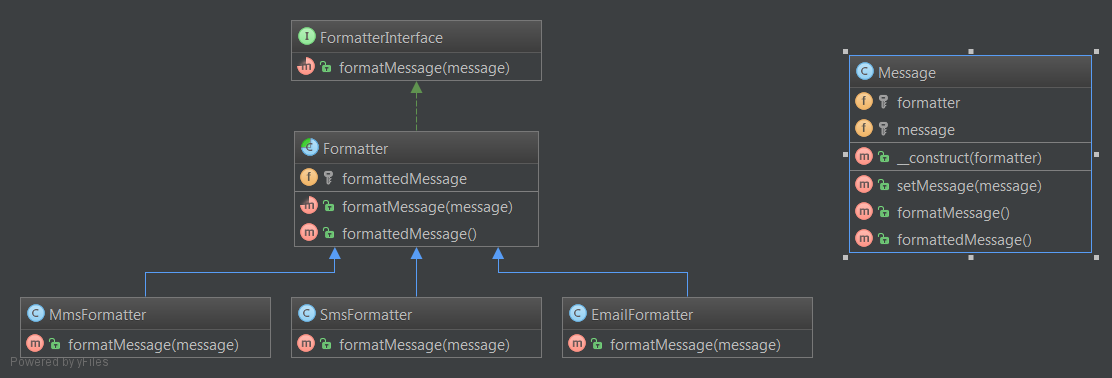 FormatterInterface
formatMessage(message)
Formatter
formattedMessage
formatMessage(message)
formattedMessage()
MmsFormatter
formatMessage(message)
SmsFormatter
formatMessage(message)
EmailFormatter
formatMessage(message)
Message
formatter
message
__construct(formatter)
setMessage(message)
formatMessage()
formattedMessage()
Powered by yFiles